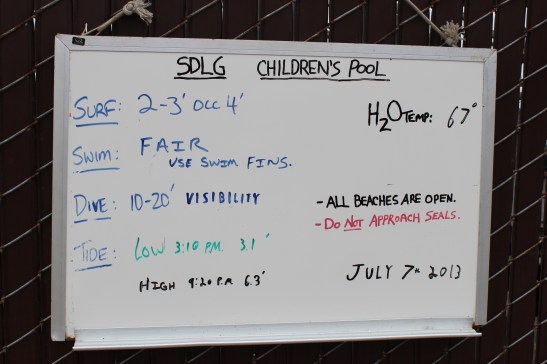 SDLG CHILDREN'S POOL
SURF: 2-3' OCC 4'
H2O TEMP: 67°
SWIM: FAIR
USE SWIM FINS.
DIVE: 10-20' VISIBILITY
- ALL BEACHES ARE OPEN.
- DO NOT APPROACH SEALS.
TIDE: LOW 3:10 P.M. 3.1'
HIGH 9:20 P.M. 6.3'
JULY 7TH 2013